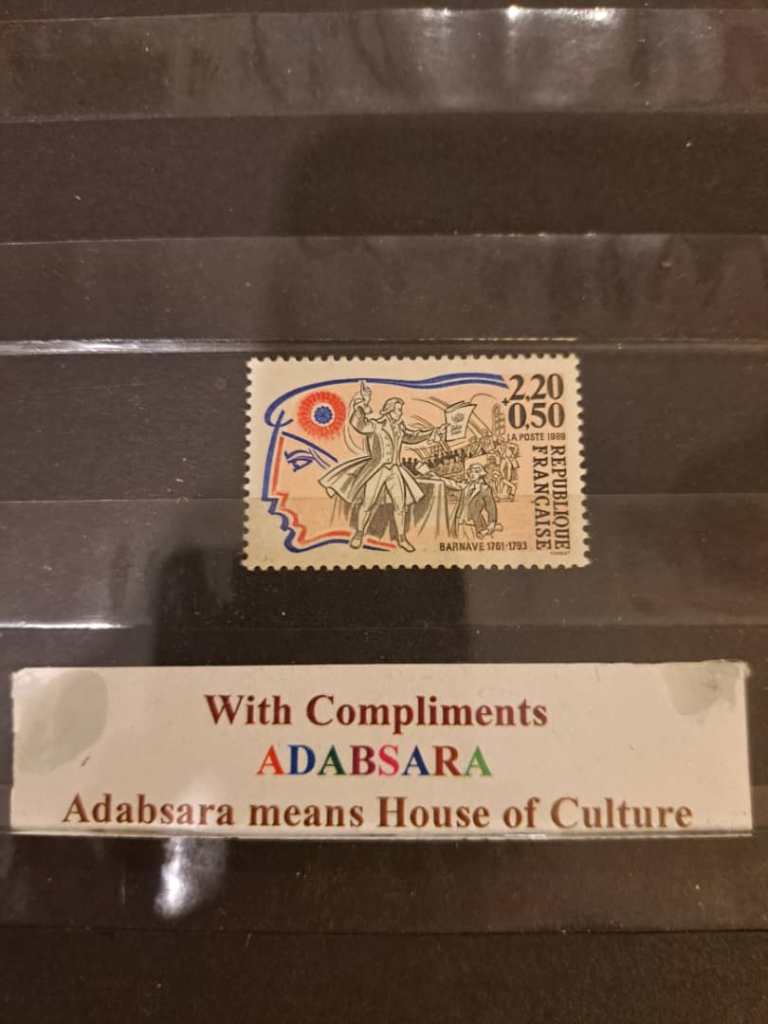 2,20
+0,50
LA POSTE 1989
REPUBLIQUE
FRANÇAISE
BARNAVE 1761-1793
With Compliments
ADABSARA
Adabsara means House of Culture